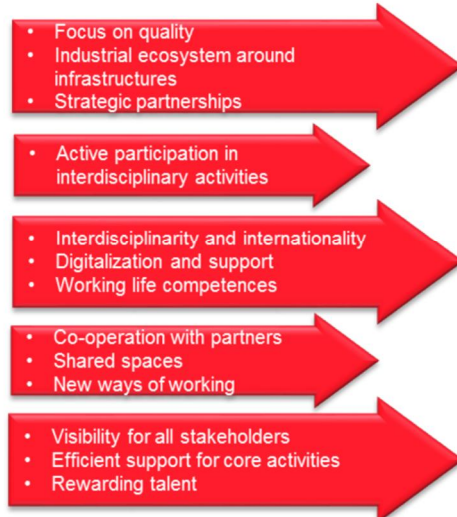 • Focus on quality
• Industrial ecosystem around
infrastructures
• Strategic partnerships
• Active participation in
interdisciplinary activities
• Interdisciplinarity and internationality
• Digitalization and support
• Working life competences
• Co-operation with partners
• Shared spaces
• New ways of working
• Visibility for all stakeholders
• Efficient support for core activities
• Rewarding talent